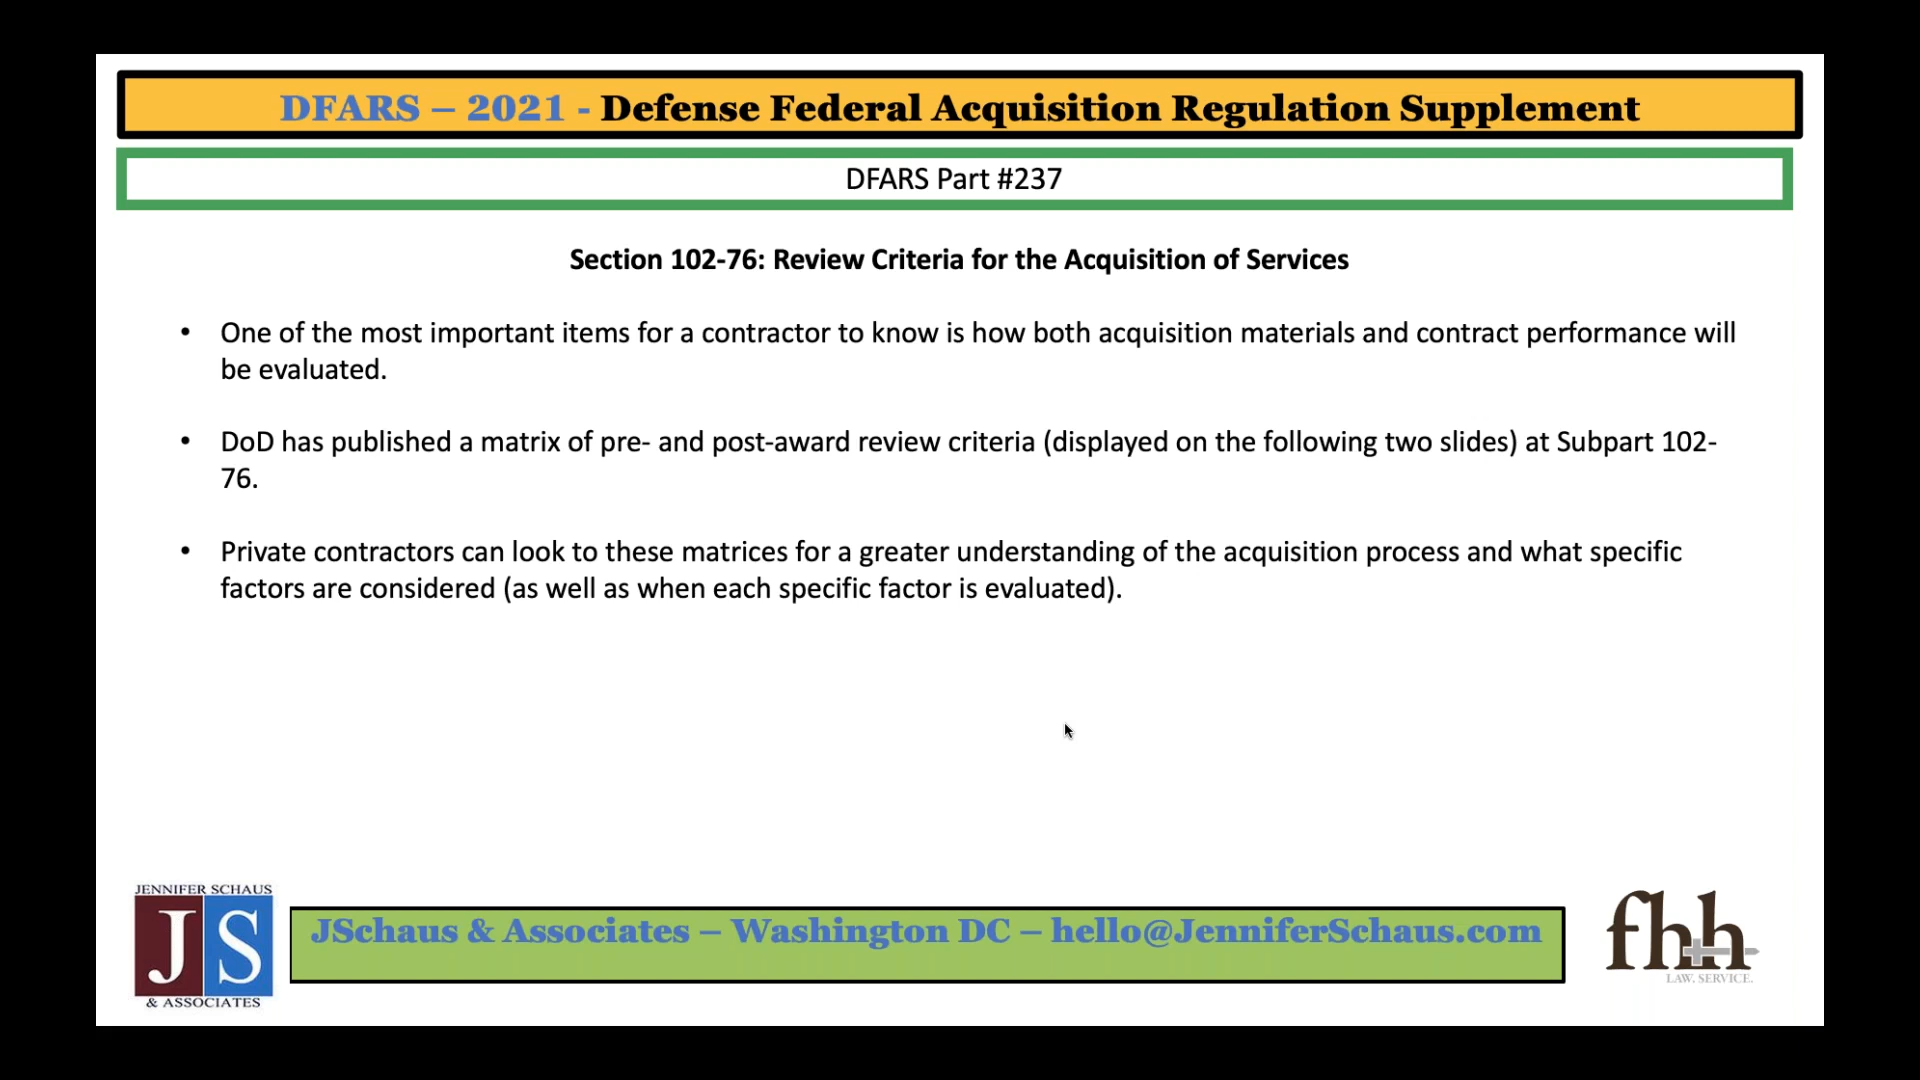 DFARS – 2021 - Defense Federal Acquisition Regulation Supplement
DFARS Part #237
Section 102-76: Review Criteria for the Acquisition of Services
• One of the most important items for a contractor to know is how both acquisition materials and contract performance will
be evaluated.
• DoD has published a matrix of pre- and post-award review criteria (displayed on the following two slides) at Subpart 102-
76.
• Private contractors can look to these matrices for a greater understanding of the acquisition process and what specific
factors are considered (as well as when each specific factor is evaluated).
JENNIFER SCHAUS
JS
& ASSOCIATES
JSchaus & Associates – Washington DC – hello@JenniferSchaus.com
fhh
LAW. SERVICE.